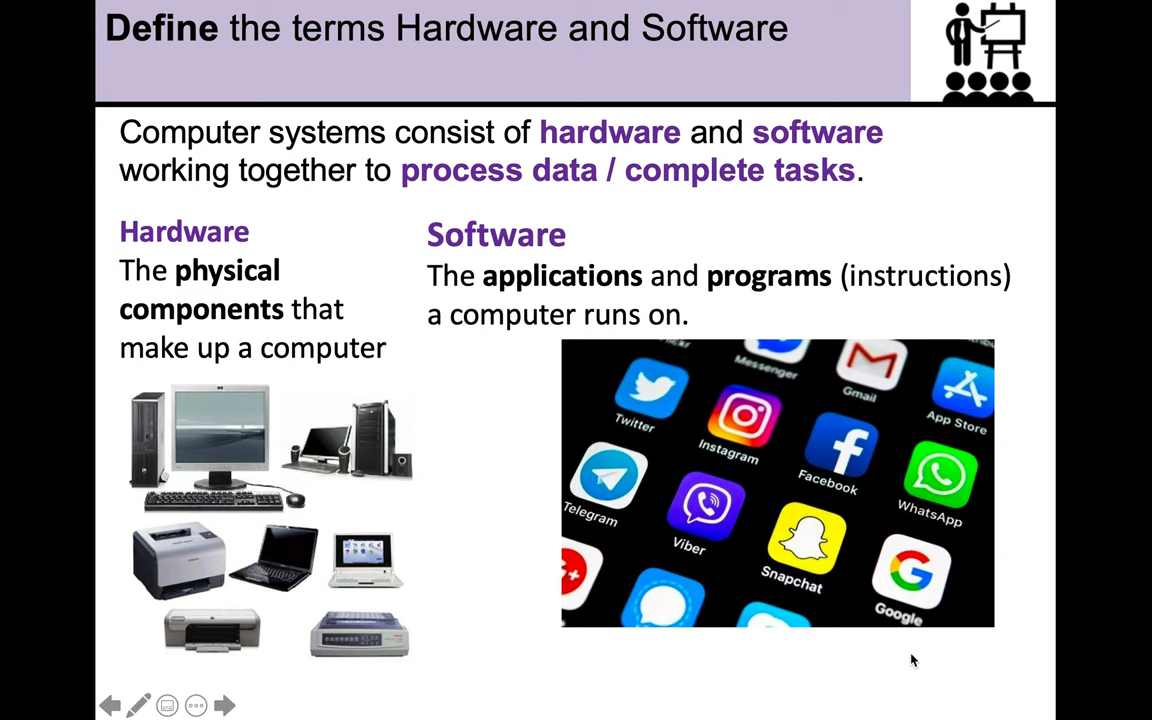 Define the terms Hardware and Software
Computer systems consist of hardware and software
working together to process data / complete tasks.
Hardware
The physical
components that
make up a computer
Software
The applications and programs (instructions)
a computer runs on.
Messenger
Gmail
App Store
Twitter
Instagram
Facebook
WhatsApp
Telegram
Viber
Snapchat
Google